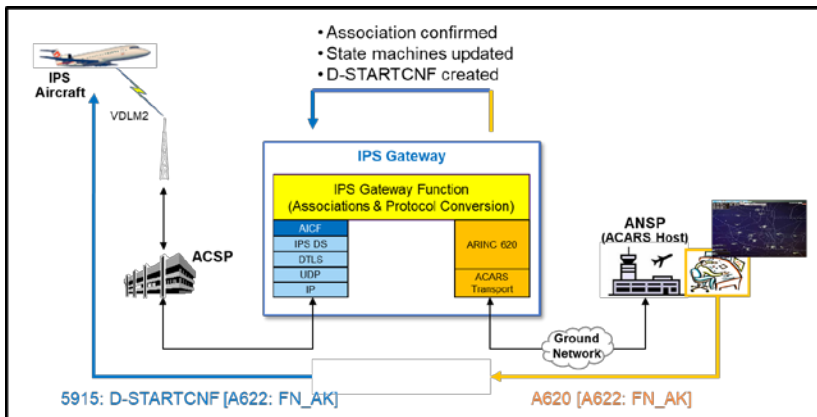 • Association confirmed
• State machines updated
• D-STARTCNF created
IPS
Aircraft
VDLM2
IPS Gateway
IPS Gateway Function
(Associations & Protocol Conversion)
AICF
IPS DS
DTLS
UDP
IP
ARINC 620
ACARS
Transport
ACSP
ANSP
(ACARS Host)
Ground
Network
5915: D-STARTCNF [A622: FN_AK]
A620 [A622: FN_AK]